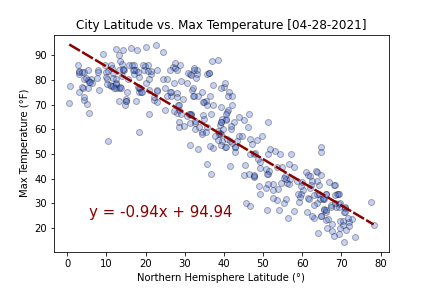 City Latitude vs. Max Temperature [04-28-2021]
Max Temperature (°F)
90
80
70
60
50
40
30
20
y = -0.94x + 94.94
0 10 20 30 40 50 60 70 80
Northern Hemisphere Latitude (°)